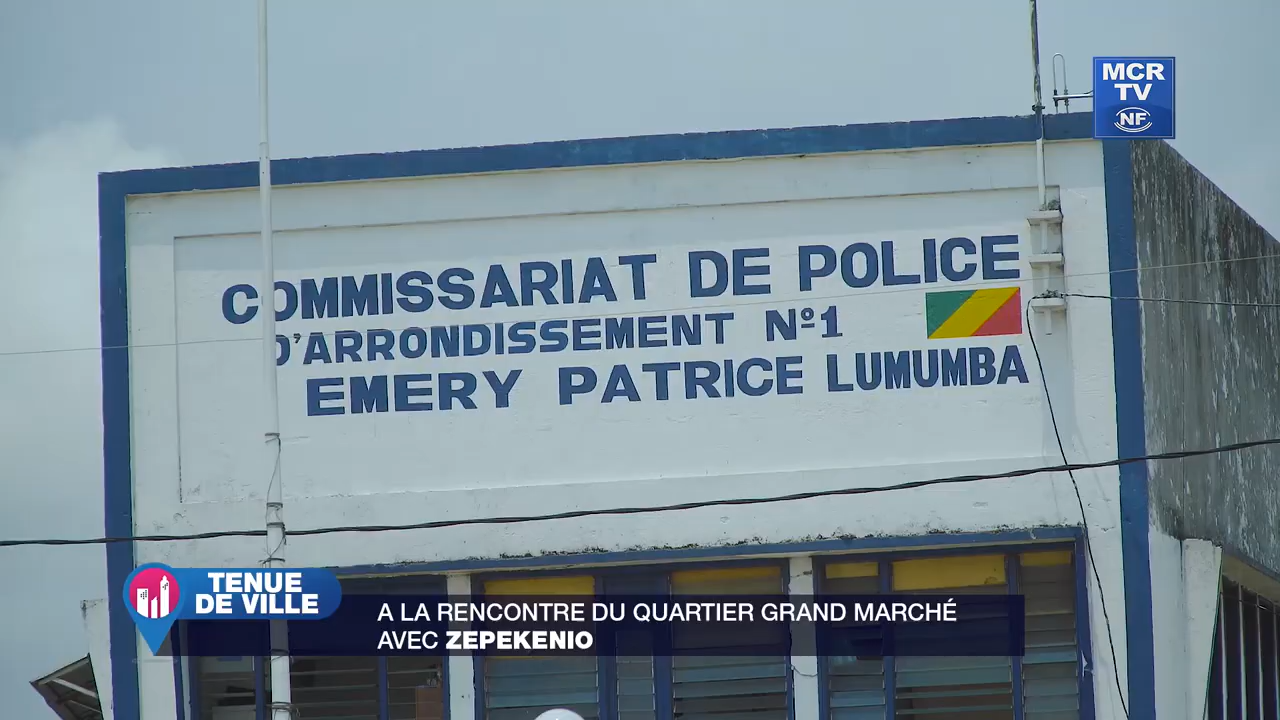 MCR
TV
NF
COMMISSARIAT DE POLICE
D'ARRONDISSEMENT Nº1
EMERY PATRICE LUMUMBA
TENUE
DE VILLE
A LA RENCONTRE DU QUARTIER GRAND MARCHÉ
AVEC ZEPEKENIO